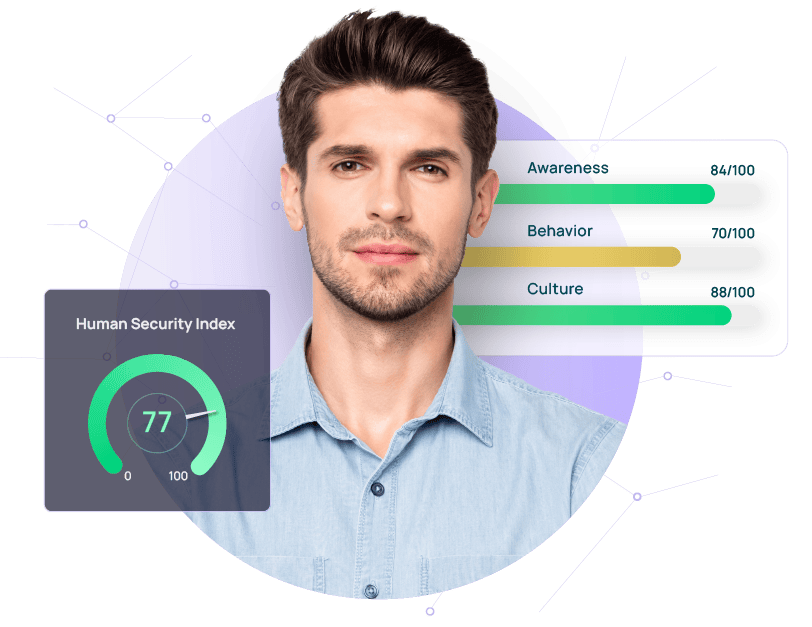 Awareness 84/100
Behavior 70/100
Culture 88/100
Human Security Index
77
0 100